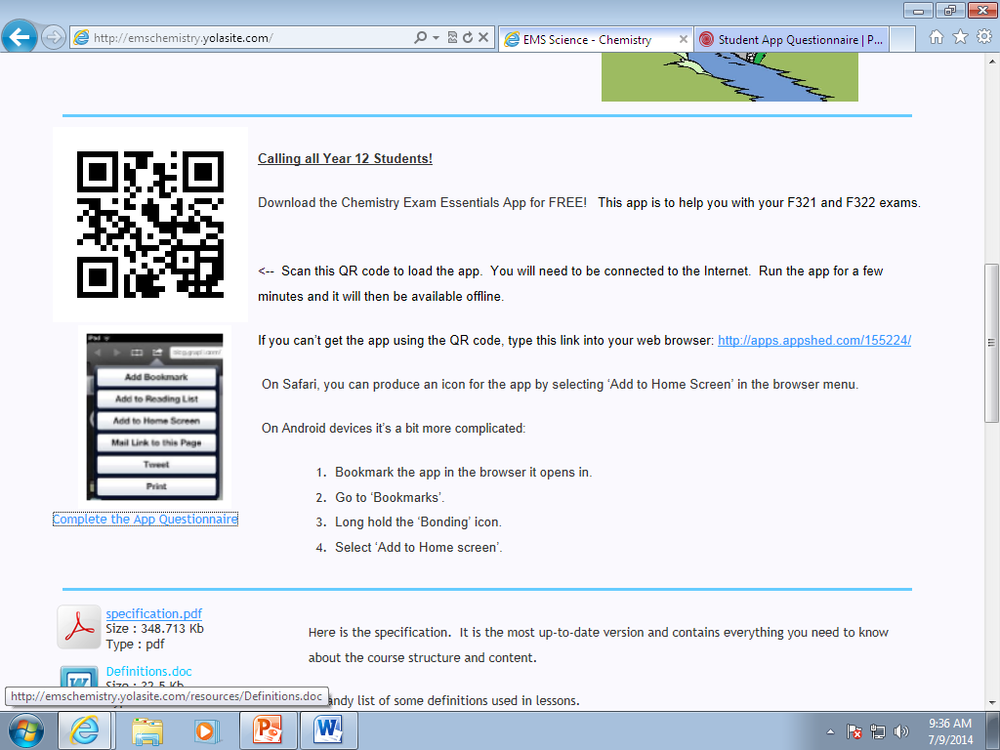 http://emschemistry.yolasite.com/
EMS Science - Chemistry
Student App Questionnaire | P...
Calling all Year 12 Students!
Download the Chemistry Exam Essentials App for FREE! This app is to help you with your F321 and F322 exams.
<-- Scan this QR code to load the app. You will need to be connected to the Internet. Run the app for a few
minutes and it will then be available offline.
If you can't get the app using the QR code, type this link into your web browser: http://apps.appshed.com/155224/
On Safari, you can produce an icon for the app by selecting ‘Add to Home Screen’ in the browser menu.
On Android devices it’s a bit more complicated:
1. Bookmark the app in the browser it opens in.
2. Go to ‘Bookmarks’.
3. Long hold the ‘Bonding’ icon.
4. Select ‘Add to Home screen’.
iPad
Add Bookmark
Add to Reading List
Add to Home Screen
Mail Link to this Page
Tweet
Print
Complete the App Questionnaire
specification.pdf
Size : 348.713 Kb
Type : pdf
Here is the specification. It is the most up-to-date version and contains everything you need to know
about the course structure and content.
Definitions.doc
Size : 22.5 Kb
http://emschemistry.yolasite.com/resources/Definitions.doc
andy list of some definitions used in lessons.
9:36 AM
7/9/2014